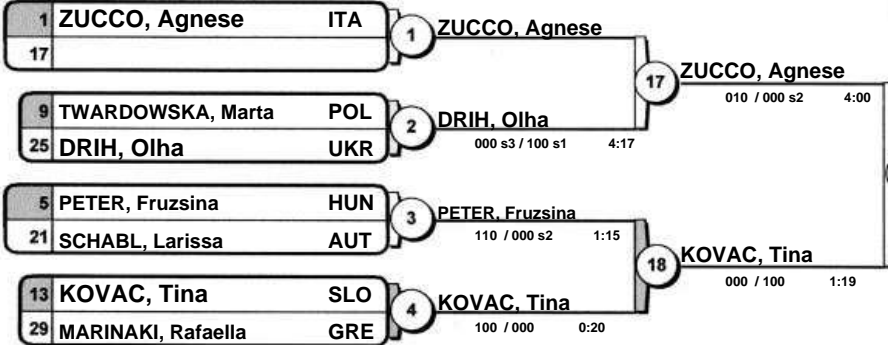 1 ZUCCO, Agnese ITA
17
1
ZUCCO, Agnese
9 TWARDOWSKA, Marta POL
25 DRIH, Olha UKR
2
DRIH, Olha
000 s3 / 100 s1 4:17
17
ZUCCO, Agnese
010 / 000 s2 4:00
5 PETER, Fruzsina HUN
21 SCHABL, Larissa AUT
3
PETER, Fruzsina
110 / 000 s2 1:15
13 KOVAC, Tina SLO
29 MARINAKI, Rafaella GRE
4
KOVAC, Tina
100 / 000 0:20
18
KOVAC, Tina
000 / 100 1:19